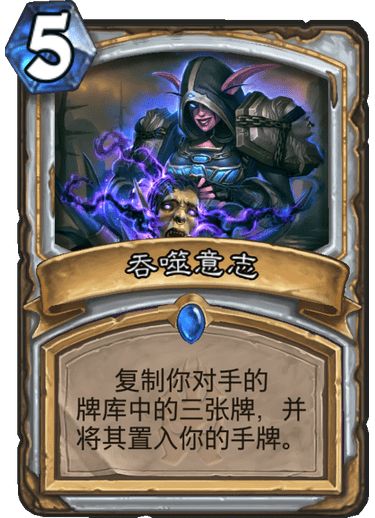 5
吞噬意志
复制你对手的
牌库中的三张牌，并
将其置入你的手牌。